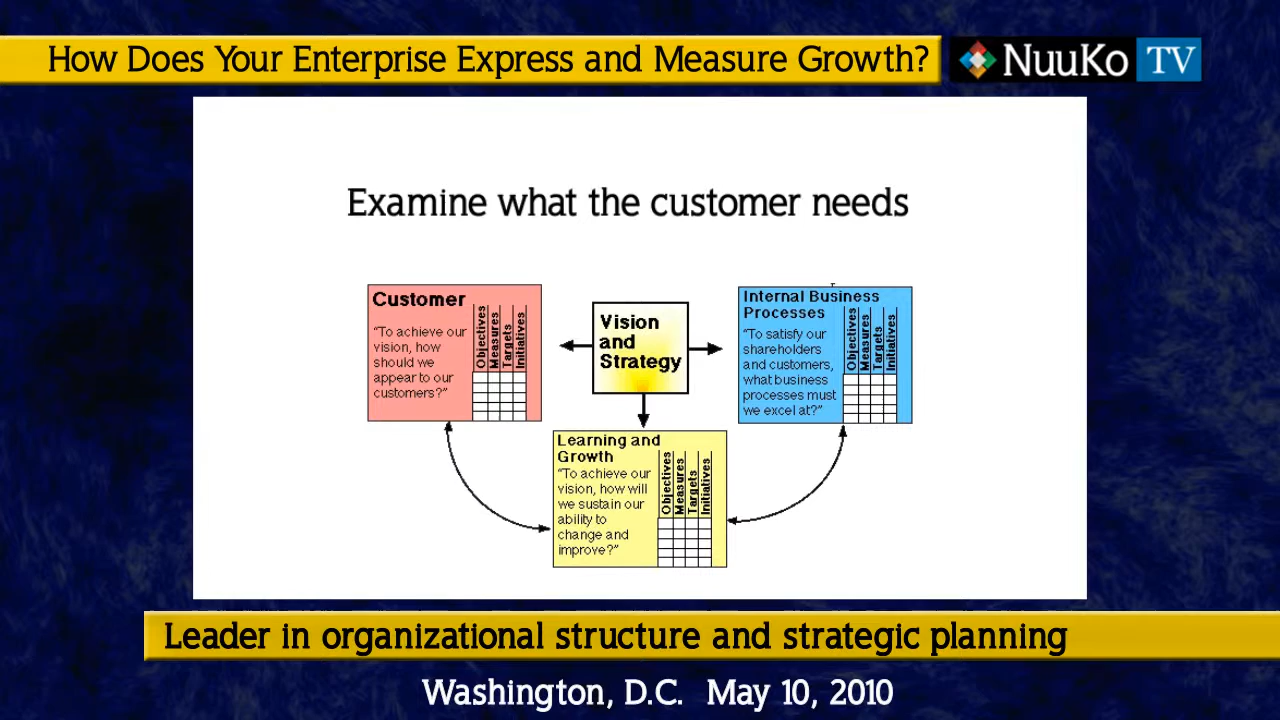 How Does Your Enterprise Express and Measure Growth?
NuuKo TV
Examine what the customer needs
Customer
"To achieve our
vision, how
should we
appear to our
customers?"
Objectives
Measures
Targets
Initiatives
Vision
and
Strategy
Internal Business
Processes
"To satisfy our
shareholders
and customers,
what business
processes must
we excel at?"
Objectives
Measures
Targets
Initiatives
Learning and
Growth
"To achieve our
vision, how will
we sustain our
ability to
change and
improve?"
Objectives
Measures
Targets
Initiatives
Leader in organizational structure and strategic planning
Washington, D.C. May 10, 2010